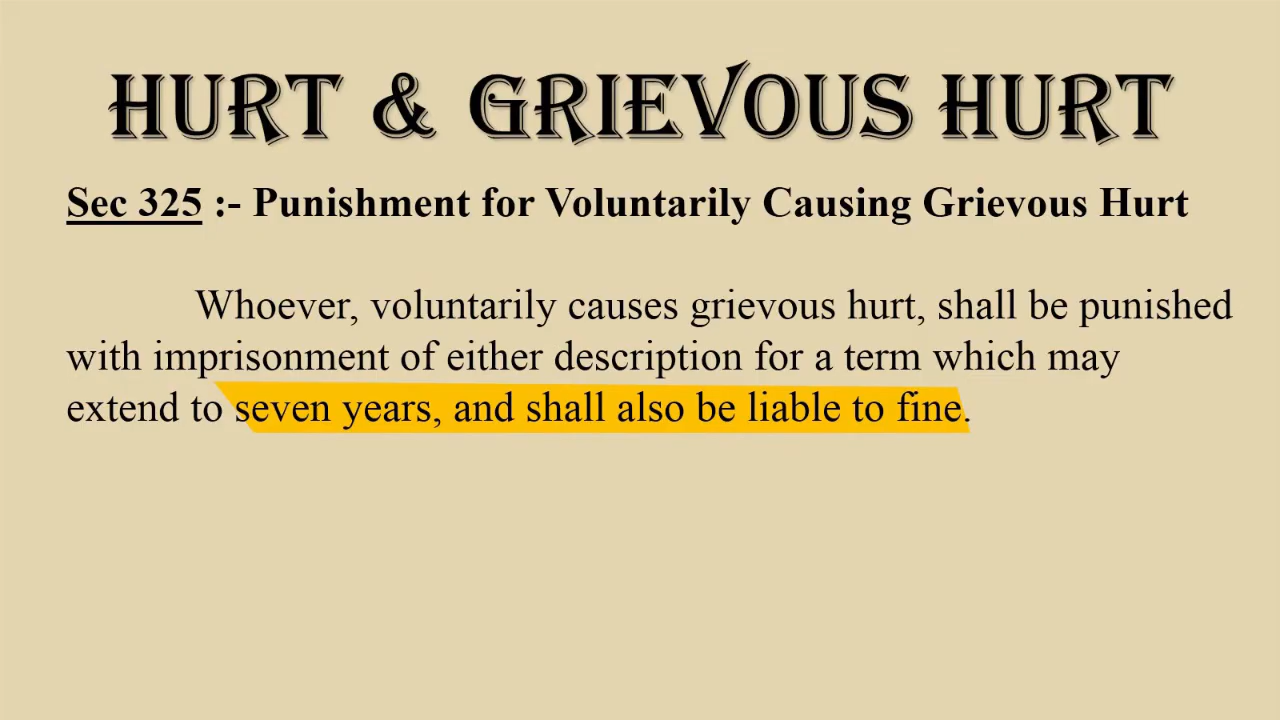 HURT & GRIEVOUS HURT
Sec 325 :- Punishment for Voluntarily Causing Grievous Hurt
Whoever, voluntarily causes grievous hurt, shall be punished
with imprisonment of either description for a term which may
extend to seven years, and shall also be liable to fine.